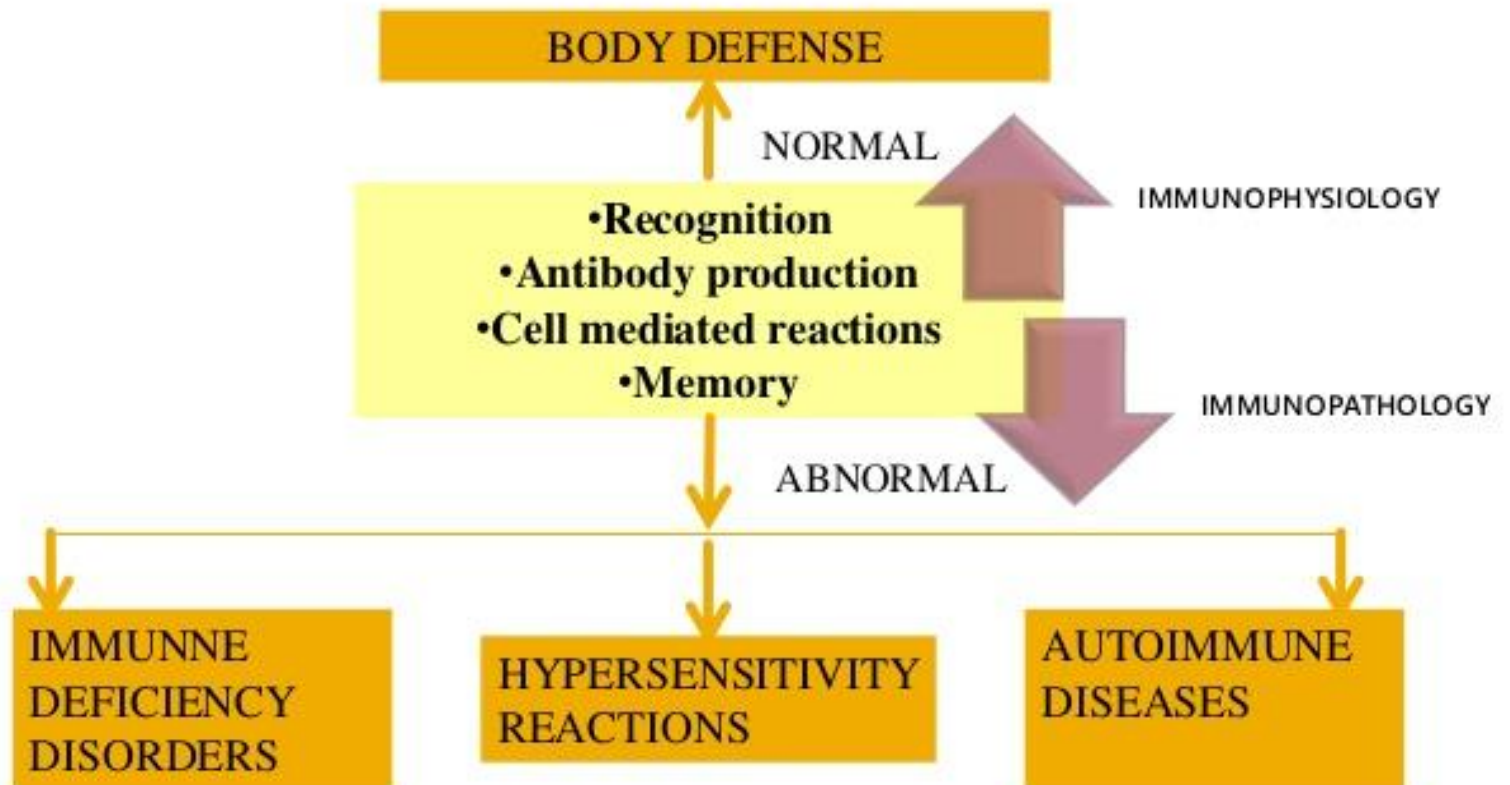 BODY DEFENSE
NORMAL
IMMUNOPHYSIOLOGY
•Recognition
•Antibody production
•Cell mediated reactions
•Memory
IMMUNOPATHOLOGY
ABNORMAL
IMMUNNE
DEFICIENCY
DISORDERS
HYPERSENSITIVITY
REACTIONS
AUTOIMMUNE
DISEASES